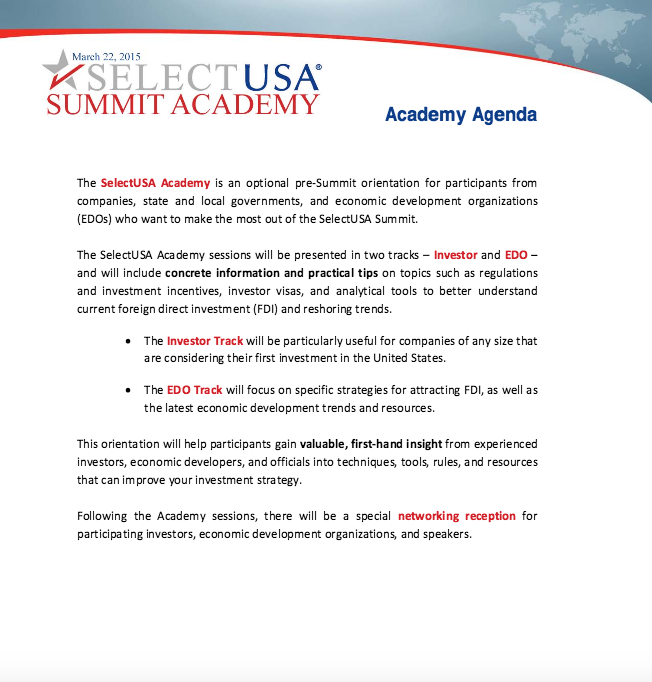 March 22, 2015
SELECTUSA®
SUMMIT ACADEMY
Academy Agenda
The SelectUSA Academy is an optional pre-Summit orientation for participants from
companies, state and local governments, and economic development organizations
(EDOs) who want to make the most out of the SelectUSA Summit.
The SelectUSA Academy sessions will be presented in two tracks – Investor and EDO –
and will include concrete information and practical tips on topics such as regulations
and investment incentives, investor visas, and analytical tools to better understand
current foreign direct investment (FDI) and reshoring trends.
• The Investor Track will be particularly useful for companies of any size that
are considering their first investment in the United States.
• The EDO Track will focus on specific strategies for attracting FDI, as well as
the latest economic development trends and resources.
This orientation will help participants gain valuable, first-hand insight from experienced
investors, economic developers, and officials into techniques, tools, rules, and resources
that can improve your investment strategy.
Following the Academy sessions, there will be a special networking reception for
participating investors, economic development organizations, and speakers.